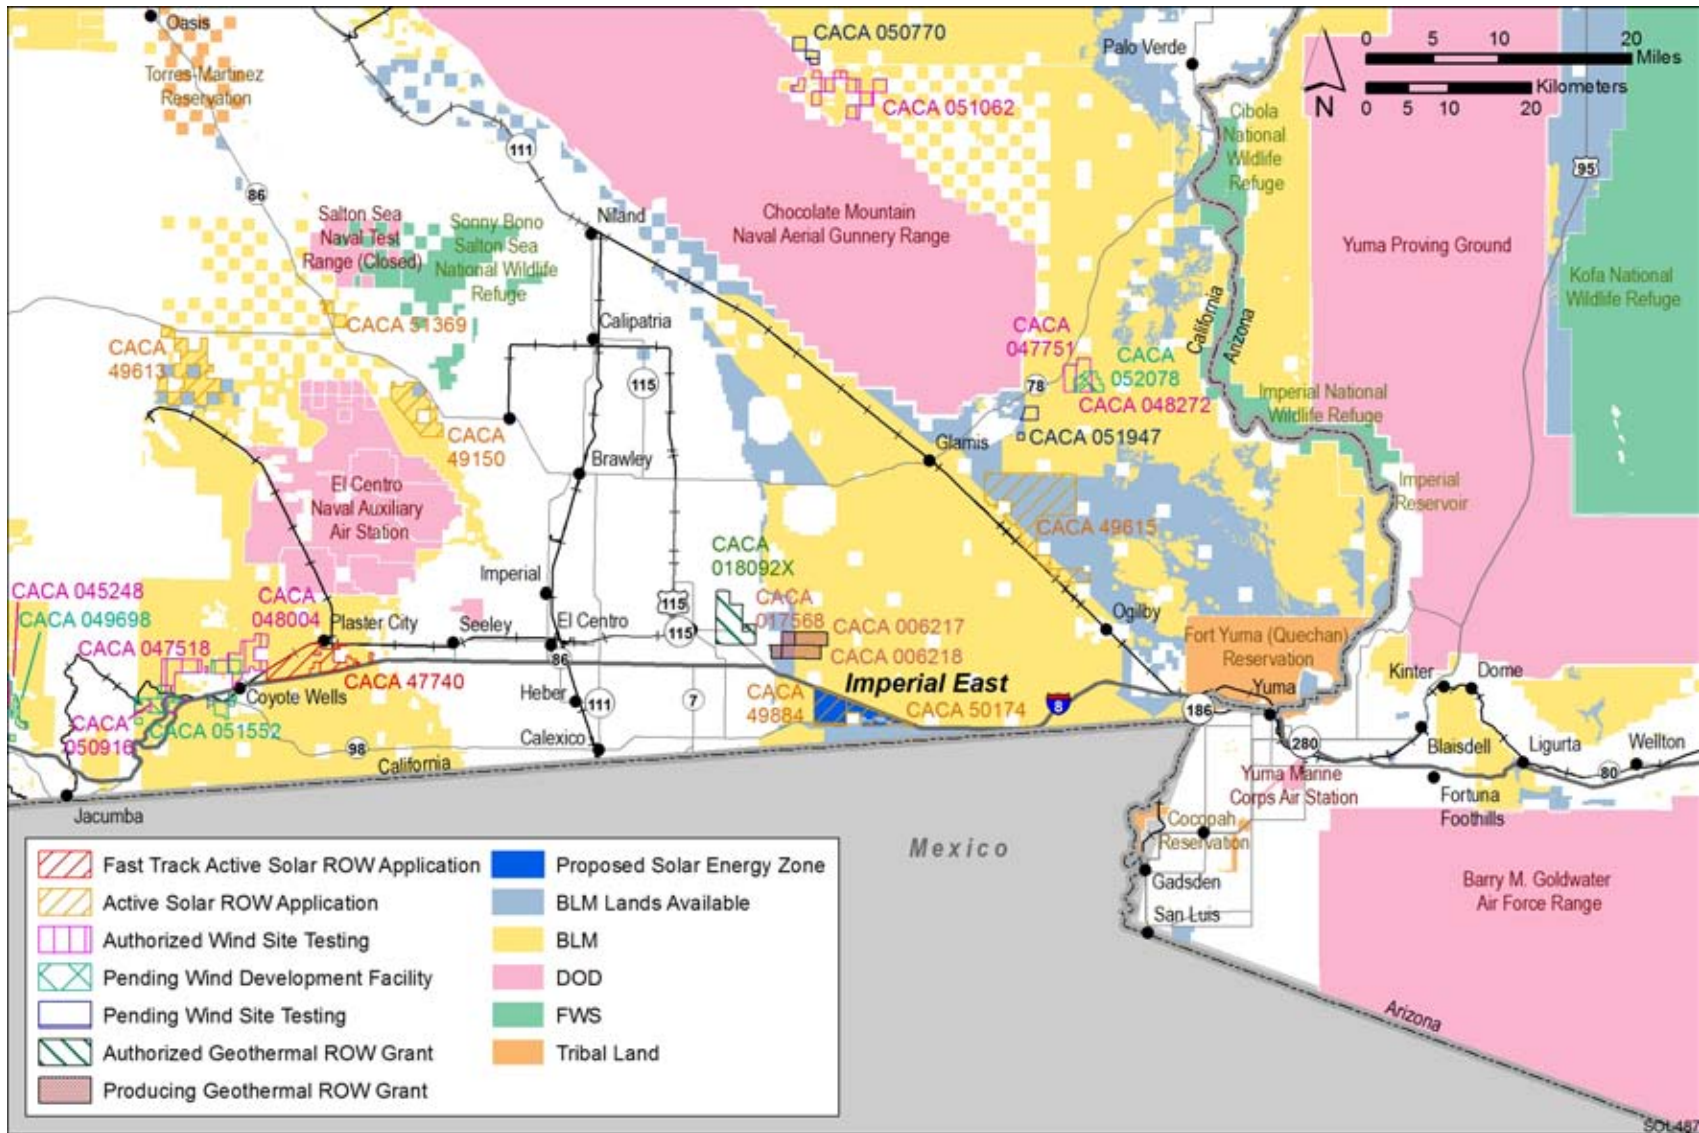 Oasis
Torres-Martinez
Reservation
86
111
CACA 050770
CACA 051062
Palo Verde
0 5 10 20
Miles
Kilometers
0 5 10 20
N
Cibola
National
Wildlife
Refuge
95
Salton Sea
Naval Test
Range (Closed)
Sonny Bono
Salton Sea
National Wildlife
Refuge
Niland
Chocolate Mountain
Naval Aerial Gunnery Range
Yuma Proving Ground
Kofa National
Wildlife Refuge
California
Arizona
CACA 51369
Calipatria
CACA
49613
115
CACA
047751
CACA
052078
78
CACA 048272
CACA 051947
Imperial National
Wildlife Refuge
CACA
49150
Glamis
Brawley
El Centro
Naval Auxiliary
Air Station
Imperial
Reservoir
CACA 49615
CACA
018092X
Imperial
CACA 045248
CACA 049698
CACA
048004
Plaster City
Seeley
El Centro
115
115
CACA
017568
CACA 006217
CACA 006218
Ogilby
Fort Yuma (Quechan)
Reservation
CACA 047518
86
Coyote Wells
CACA 47740
Heber
111
7
CACA
49884
Imperial East
CACA 50174
8
186
Yuma
Kinter
Dome
CACA
050916
CACA 051552
98
Calexico
California
280
Blaisdell
Ligurta
Wellton
80
Yuma Marine
Corps Air Station
Fortuna
Foothills
Jacumba
Mexico
Cocopah
Reservation
Gadsden
San Luis
Barry M. Goldwater
Air Force Range
Arizona
Fast Track Active Solar ROW Application
Active Solar ROW Application
Authorized Wind Site Testing
Pending Wind Development Facility
Pending Wind Site Testing
Authorized Geothermal ROW Grant
Producing Geothermal ROW Grant
Proposed Solar Energy Zone
BLM Lands Available
BLM
DOD
FWS
Tribal Land
SOL487